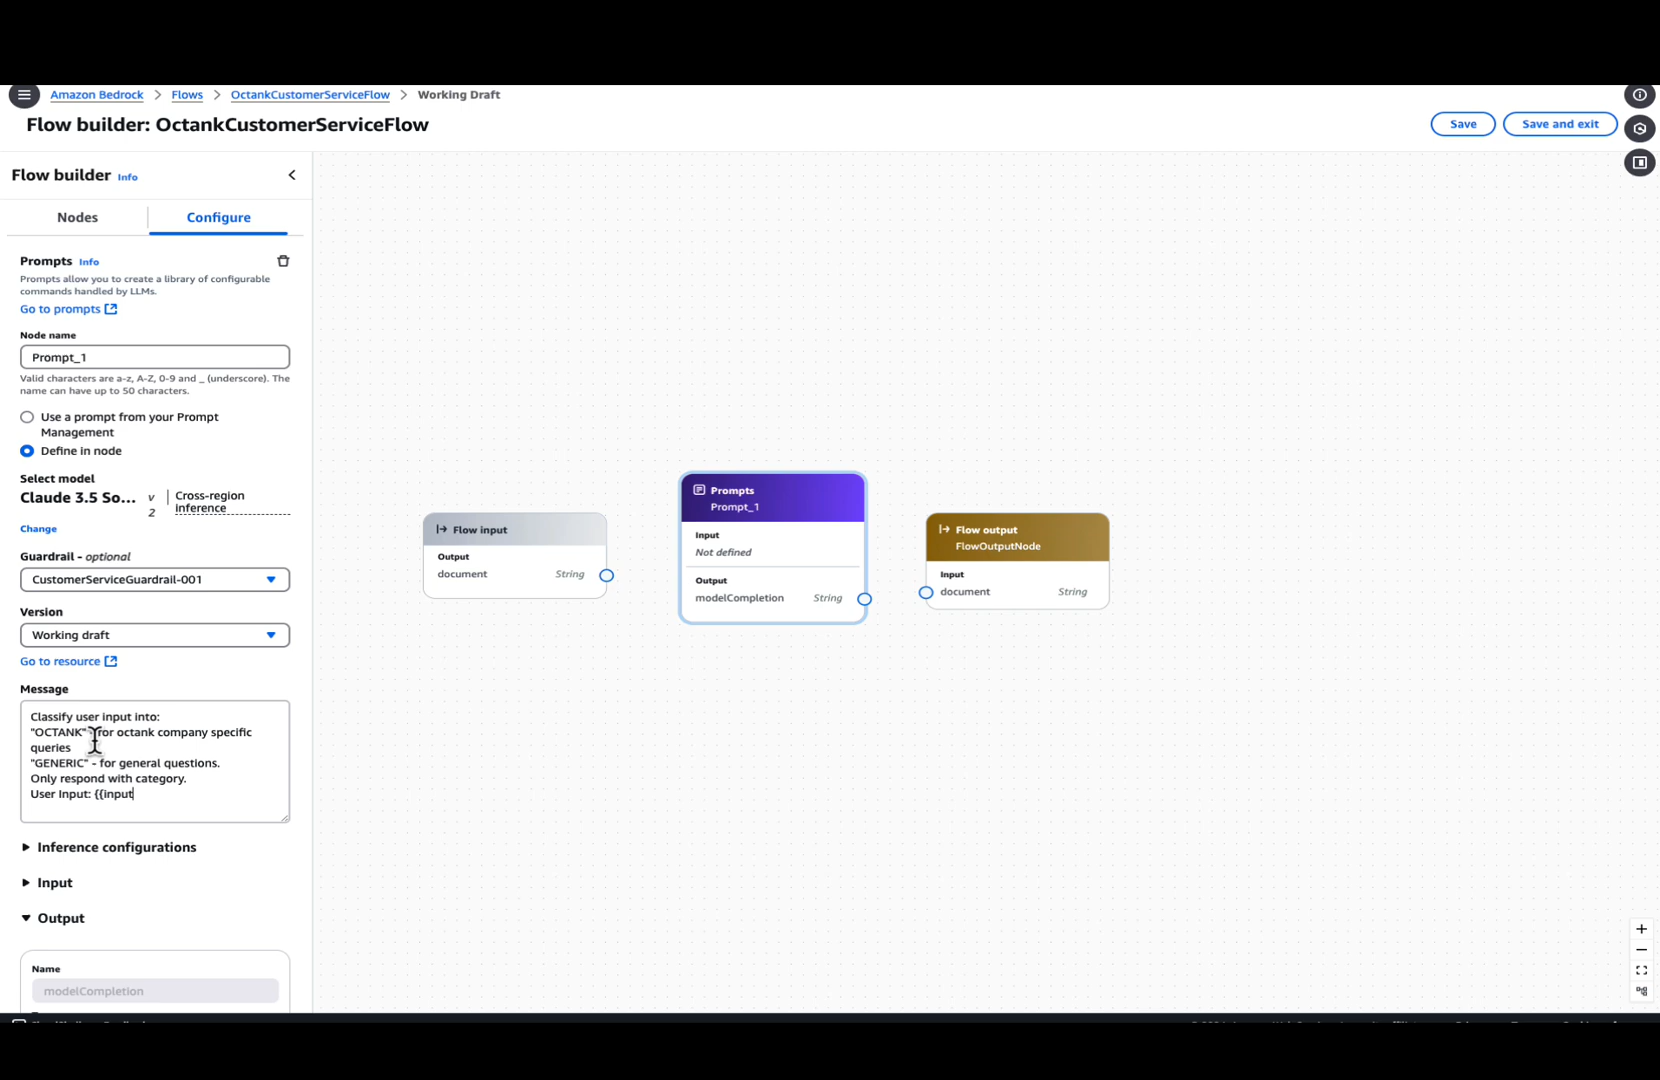 Amazon Bedrock > Flows > OctankCustomerServiceFlow > Working Draft
Flow builder: OctankCustomerServiceFlow
Save
Save and exit
Flow builder Info
Nodes
Configure
Prompts Info
Prompts allow you to create a library of configurable
commands handled by LLMs.
Go to prompts
Node name
Prompt_1
Valid characters are a-z, A-Z, 0-9 and _ (underscore). The
name can have up to 50 characters.
Use a prompt from your Prompt
Management
Define in node
Select model
Claude 3.5 So...
v
2
Cross-region
inference
Change
Guardrail - optional
CustomerServiceGuardrail-001
Version
Working draft
Go to resource
Message
Classify user input into:
"OCTANK" - for octank company specific
queries
"GENERIC" - for general questions.
Only respond with category.
User Input: {{input
Inference configurations
Input
Output
Name
modelCompletion
Flow input
Output
document String
Prompts
Prompt_1
Input
Not defined
Output
modelCompletion String
Flow output
FlowOutputNode
Input
document String